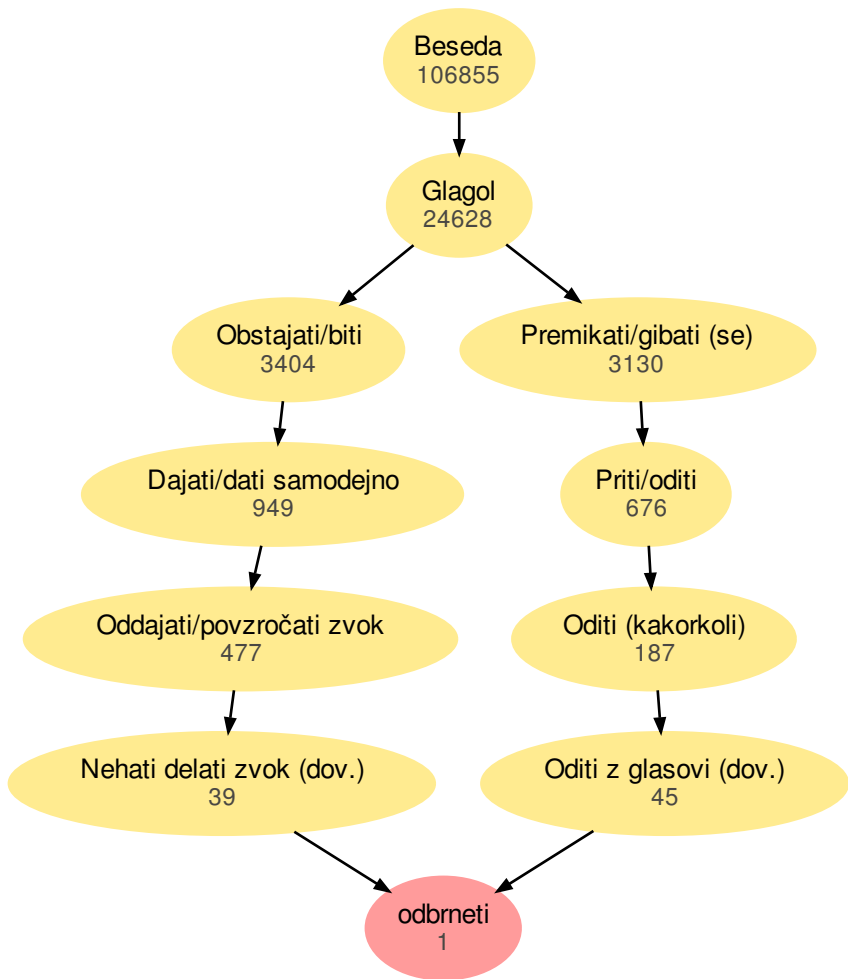 Beseda
106855
Glagol
24628
Obstajati/biti
3404
Premikati/gibati (se)
3130
Dajati/dati samodejno
949
Priti/oditi
676
Oddajati/povzročati zvok
477
Oditi (kakorkoli)
187
Nehati delati zvok (dov.)
39
Oditi z glasovi (dov.)
45
odbrneti
1